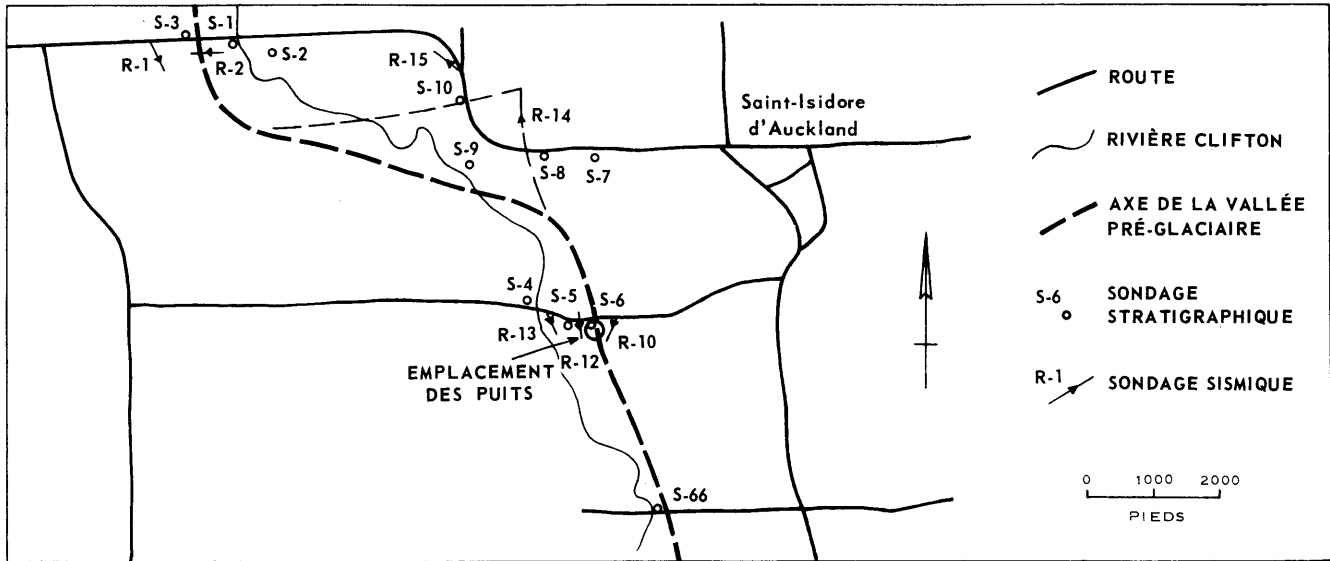 S-3
S-1
S-2
R-1
R-2
R-15
S-10
R-14
S-9
S-8
S-7
Saint-Isidore
d'Auckland
S-4
S-5
S-6
R-13
R-12
R-10
EMPLACEMENT
DES PUITS
S-66
ROUTE
RIVIÈRE CLIFTON
AXE DE LA VALLÉE
PRÉ-GLACIAIRE
S-6
SONDAGE
STRATIGRAPHIQUE
R-1
SONDAGE SISMIQUE
0 1000 2000
PIEDS